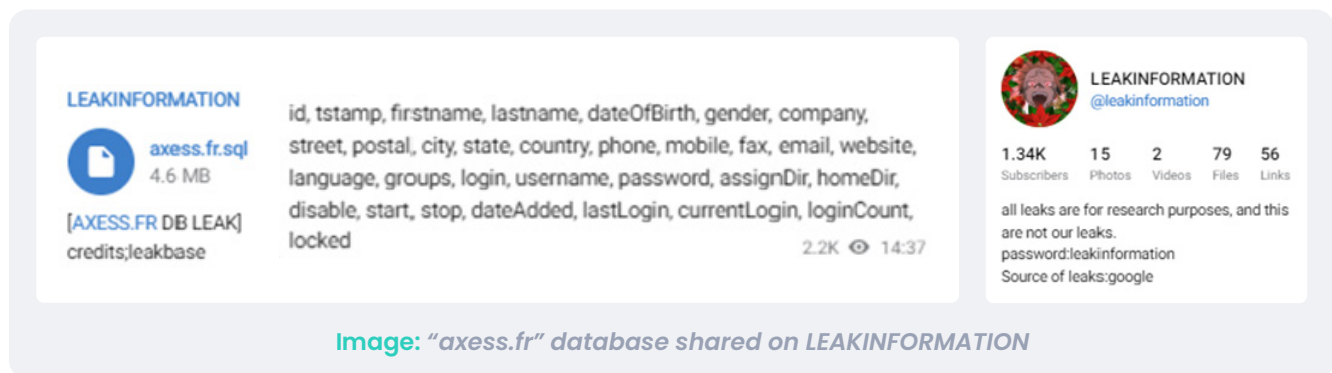 LEAKINFORMATION
axess.fr.sql
4.6 MB
[AXESS.FR DB LEAK]
credits;leakbase
id, tstamp, firstname, lastname, dateOfBirth, gender, company,
street, postal, city, state, country, phone, mobile, fax, email, website,
language, groups, login, username, password, assignDir, homeDir,
disable, start, stop, dateAdded, lastLogin, currentLogin, loginCount,
locked
2.2K 14:37
LEAKINFORMATION
@leakinformation
1.34K 15 2 79 56
Subscribers Photos Videos Files Links
all leaks are for research purposes, and this
are not our leaks.
password:leakinformation
Source of leaks:google
Image: “axess.fr” database shared on LEAKINFORMATION